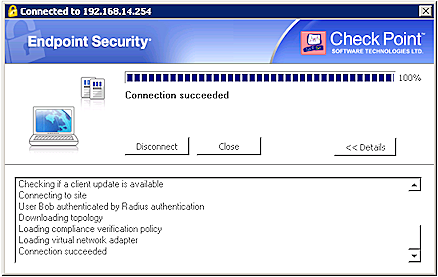 Connected to 192.168.14.254
Endpoint Security
Check Point
SOFTWARE TECHNOLOGIES LTD.
100%
Connection succeeded
Disconnect
Close
<< Details
Checking if a client update is available
Connecting to site
User Bob authenticated by Radius authentication
Downloading topology
Loading compliance verification policy
Loading virtual network adapter
Connection succeeded